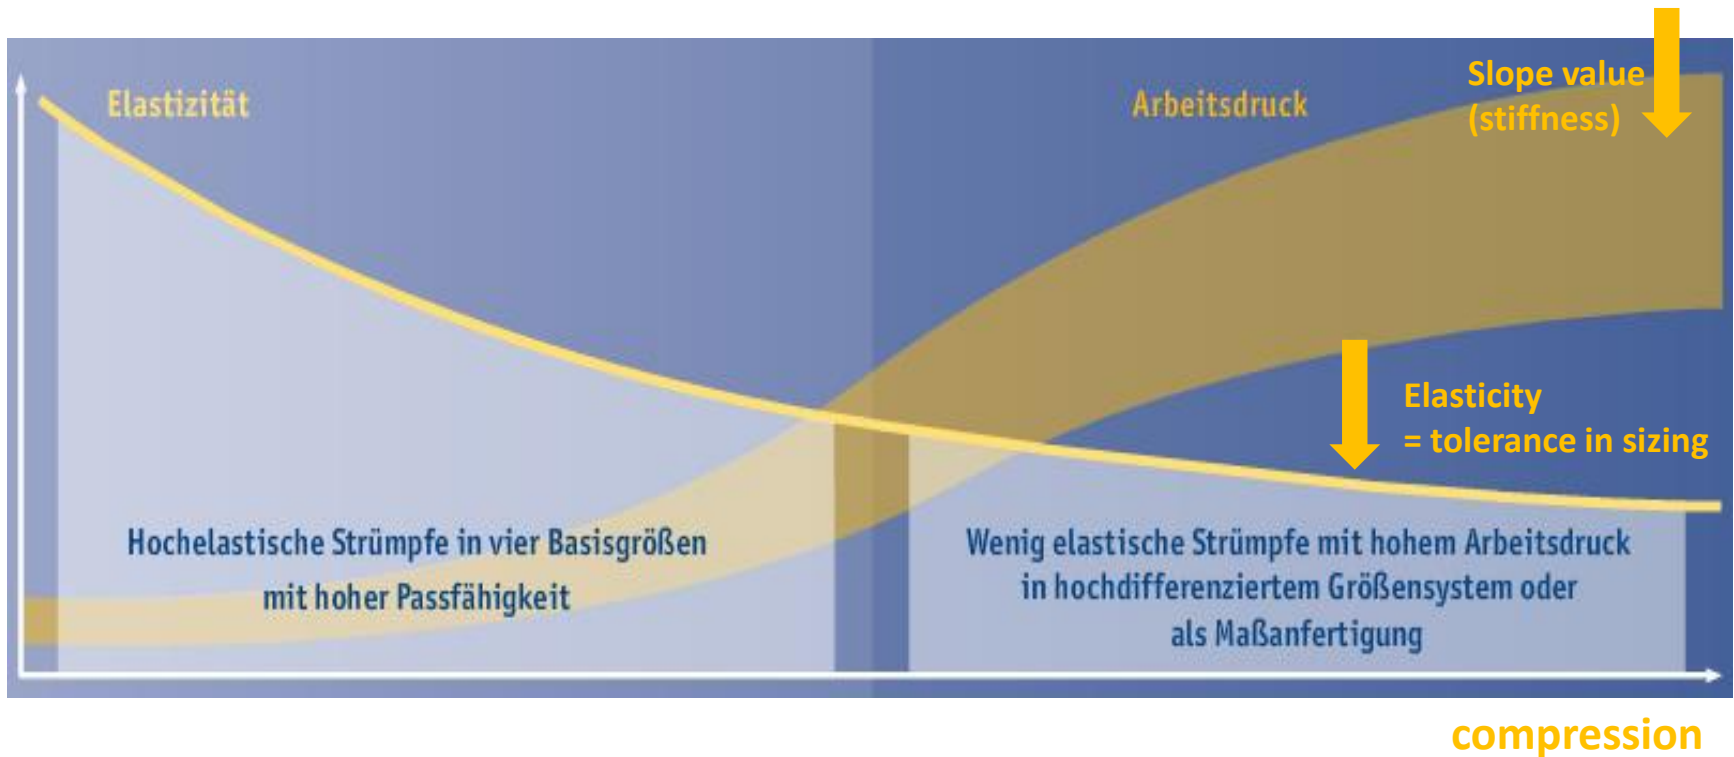 Elastizität
Arbeitsdruck
Slope value
(stiffness)
Elasticity
= tolerance in sizing
Hochelastische Strümpfe in vier Basisgrößen
mit hoher Passfähigkeit
Wenig elastische Strümpfe mit hohem Arbeitsdruck
in hochdifferenziertem Größensystem oder
als Maßanfertigung
compression